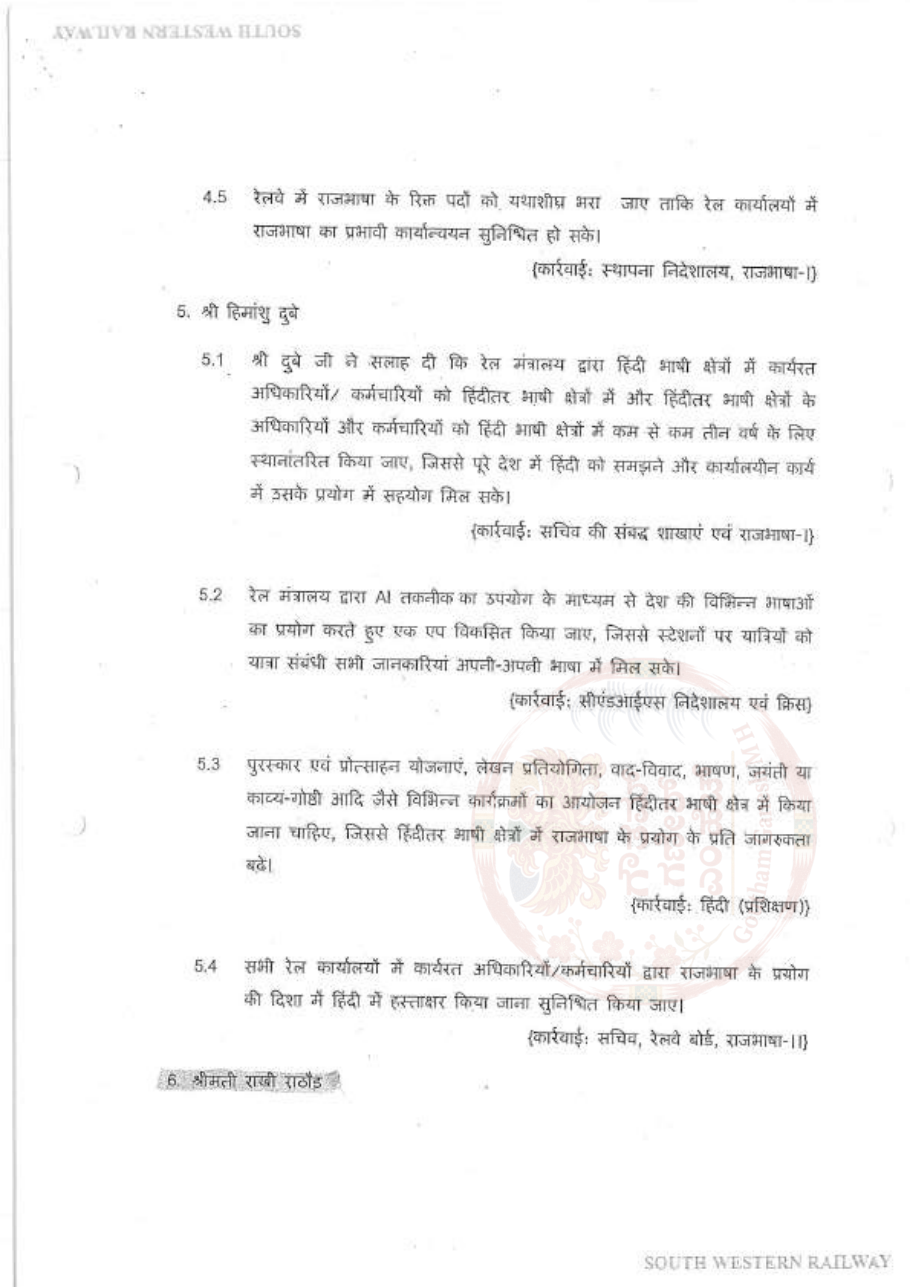 SOUTH WESTERN RAILWAY
4.5 रेलवे में राजभाषा के रिक्त पदों को यथाशीघ्र भरा जाए ताकि रेल कार्यालयों में
राजभाषा का प्रभावी कार्यान्वयन सुनिश्चित हो सके।
{कार्रवाई: स्थापना निदेशालय, राजभाषा-I}
5. श्री हिमांशु दुबे
5.1 श्री दुबे जी ने सलाह दी कि रेल मंत्रालय द्वारा हिंदी भाषी क्षेत्रों में कार्यरत
अधिकारियों/ कर्मचारियों को हिंदीतर भाषी क्षेत्रों में और हिंदीतर भाषी क्षेत्रों के
अधिकारियों और कर्मचारियों को हिंदी भाषी क्षेत्रों में कम से कम तीन वर्ष के लिए
स्थानांतरित किया जाए, जिससे पूरे देश में हिंदी को समझने और कार्यालयीन कार्य
में उसके प्रयोग में सहयोग मिल सके।
{कार्रवाई: सचिव की संबद्ध शाखाएं एवं राजभाषा-I}
5.2 रेल मंत्रालय द्वारा AI तकनीक का उपयोग के माध्यम से देश की विभिन्न भाषाओं
का प्रयोग करते हुए एक एप विकसित किया जाए, जिससे स्टेशनों पर यात्रियों को
यात्रा संबंधी सभी जानकारियां अपनी-अपनी भाषा में मिल सके।
{कार्रवाई: सीएंडआईएस निदेशालय एवं क्रिस}
5.3 पुरस्कार एवं प्रोत्साहन योजनाएं, लेखन प्रतियोगिता, वाद-विवाद, भाषण, जयंती या
काव्य-गोष्ठी आदि जैसे विभिन्न कार्यक्रमों का आयोजन हिंदीतर भाषी क्षेत्र में किया
जाना चाहिए, जिससे हिंदीतर भाषी क्षेत्रों में राजभाषा के प्रयोग के प्रति जागरुकता
बढ़े।
{कार्रवाई: हिंदी (प्रशिक्षण)}
5.4 सभी रेल कार्यालयों में कार्यरत अधिकारियों/कर्मचारियों द्वारा राजभाषा के प्रयोग
की दिशा में हिंदी में हस्ताक्षर किया जाना सुनिश्चित किया जाए।
{कार्रवाई: सचिव, रेलवे बोर्ड, राजभाषा-II}
6. श्रीमती राखी राठौड़
SOUTH WESTERN RAILWAY